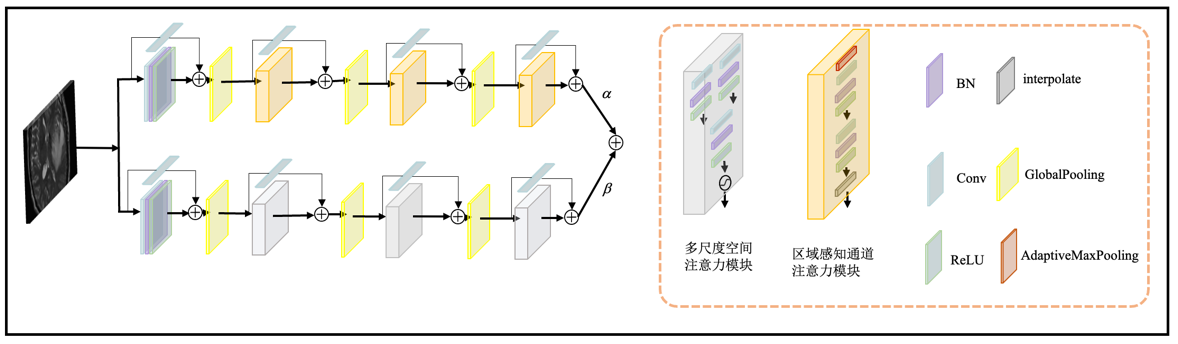 α
β
多尺度空间
注意力模块
区域感知通道
注意力模块
BN
interpolate
Conv
GlobalPooling
ReLU
AdaptiveMaxPooling